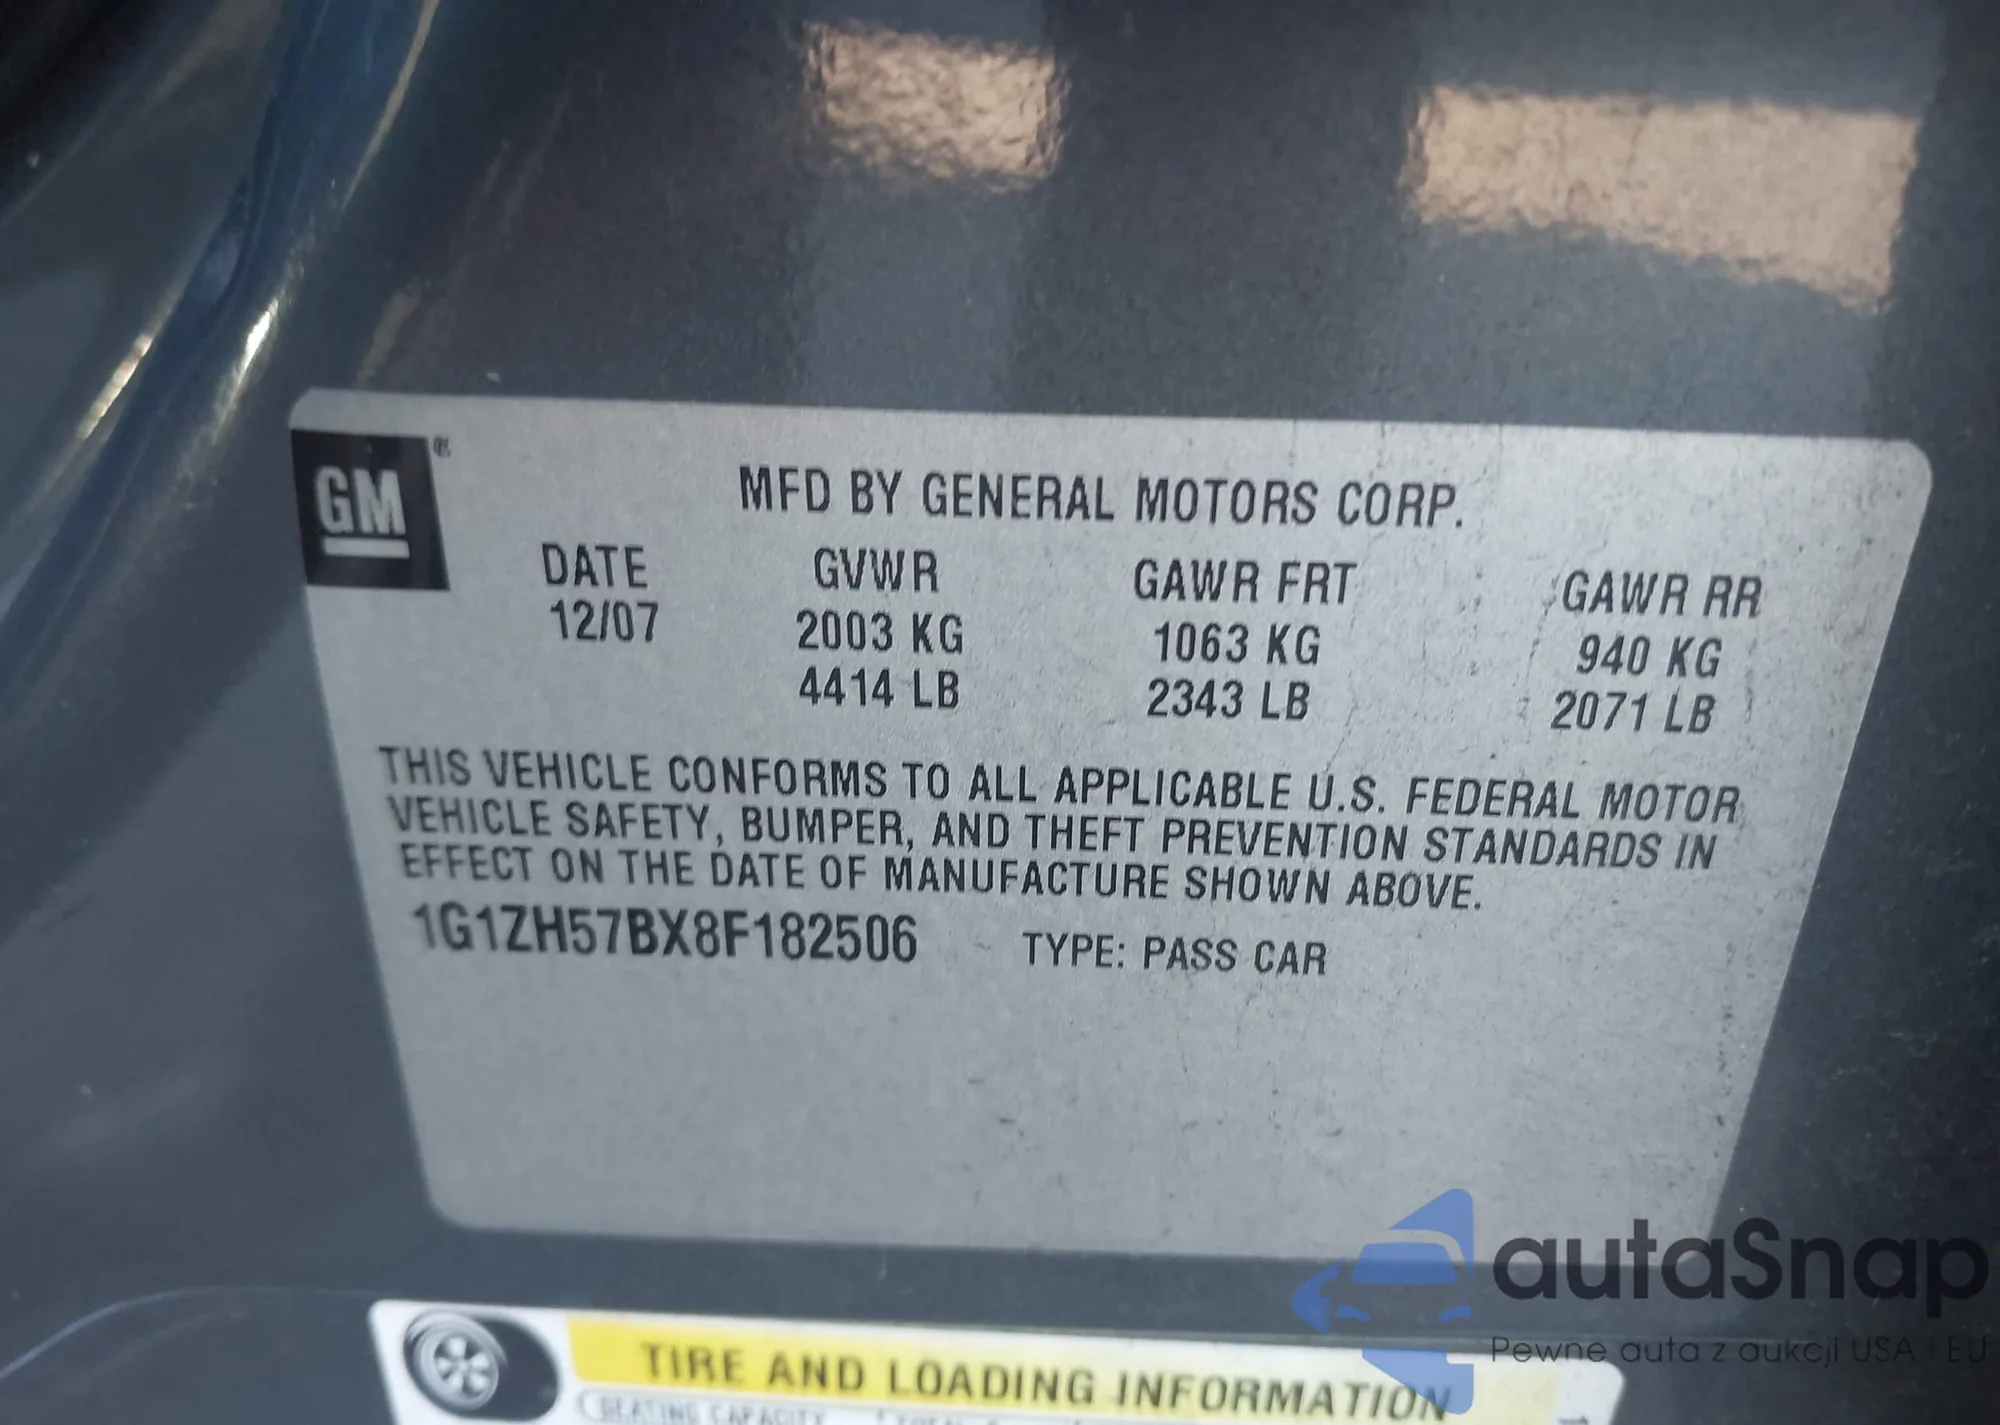 GM
MFD BY GENERAL MOTORS CORP.
DATE GVWR GAWR FRT GAWR RR
12/07 2003 KG 1063 KG 940 KG
4414 LB 2343 LB 2071 LB
THIS VEHICLE CONFORMS TO ALL APPLICABLE U.S. FEDERAL MOTOR
VEHICLE SAFETY, BUMPER, AND THEFT PREVENTION STANDARDS IN
EFFECT ON THE DATE OF MANUFACTURE SHOWN ABOVE.
1G1ZH57BX8F182506 TYPE: PASS CAR
autaSnap
Pewne auta z aukcji USA i EU
TIRE AND LOADING INFORMATION
SEATING CAPACITY